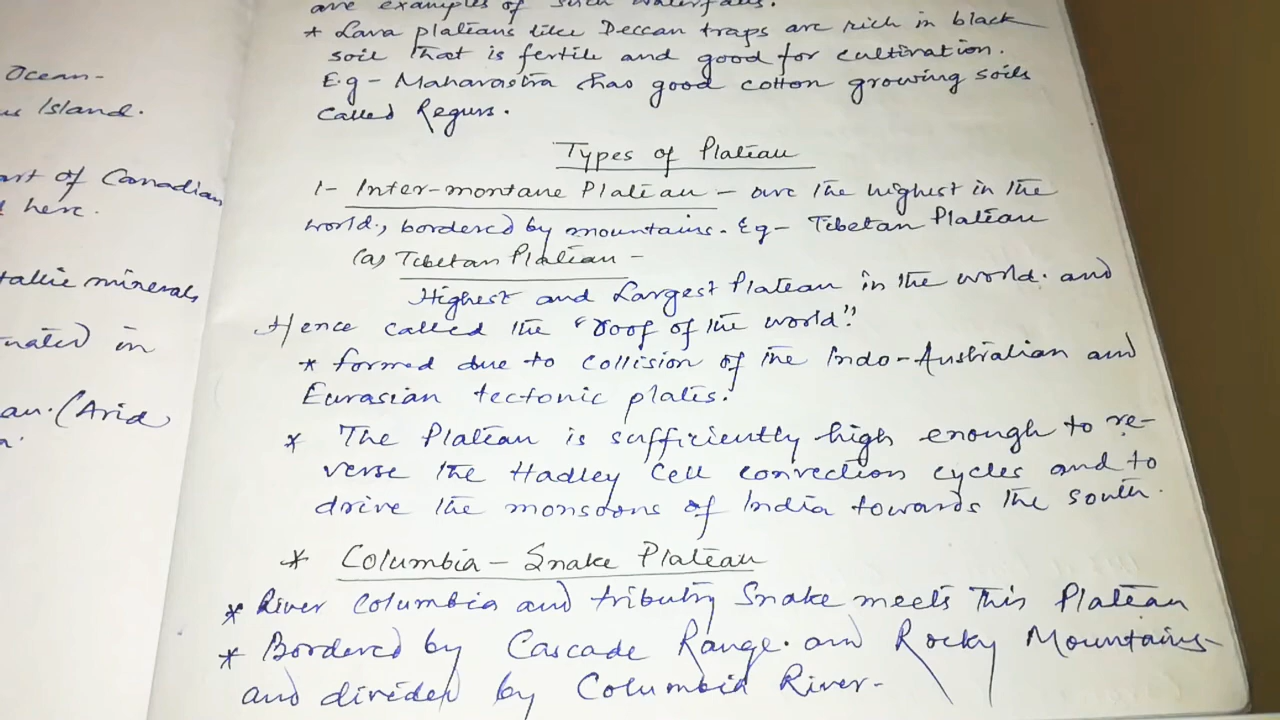 Ocean-
us Island.
art of Canadian
here.
tallic minerals
nated in
au. (Arid
are examples of such waterfalls.
* Lava plateaus like Deccan traps are rich in black
soil that is fertile and good for cultivation.
E.g - Maharastra has good cotton growing soils
called Regurs.
Types of Plateau
1- Inter-montane Plateau - are the highest in the
world, bordered by mountains. Eg- Tibetan Plateau
(a) Tibetan Plateau -
Highest and Largest Plateau in the world. and
Hence called the "roof of the world".
* formed due to collision of the Indo-Australian and
Eurasian tectonic plates.
* The Plateau is sufficiently high enough to re-
verse the Hadley Cell convection cycles and to
drive the monsoons of India towards the south.
* Columbia - Snake Plateau
* River Columbia and tributry Snake meets this Plateau
* Bordered by Cascade Range. and Rocky Mountains
and divided by Columbia River-